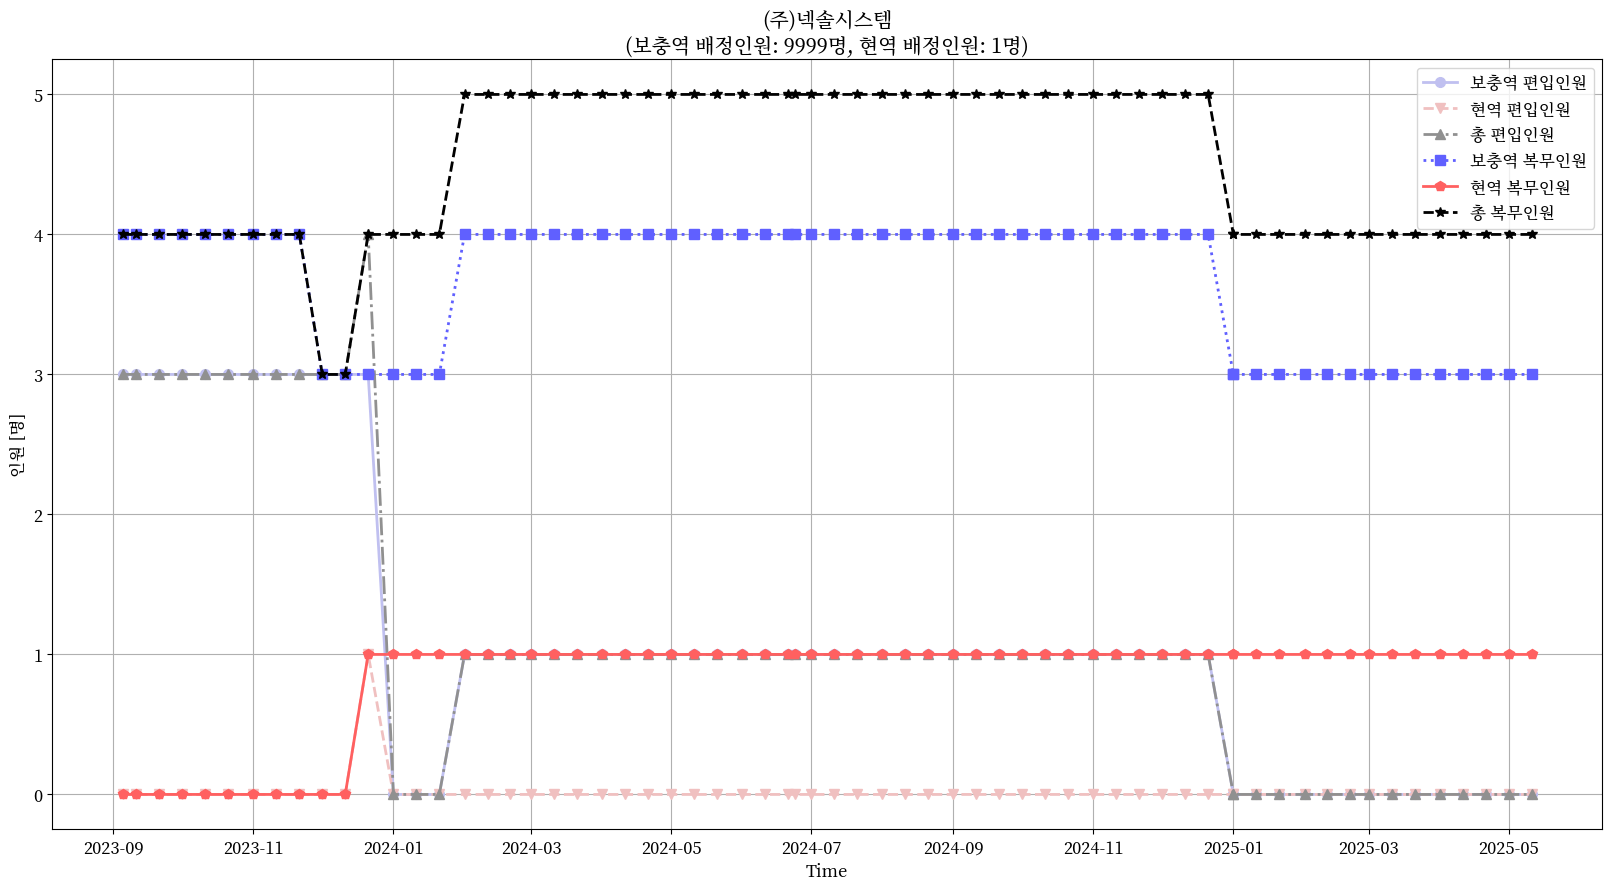 (주)넥솔시스템
(보충역 배정인원: 9999명, 현역 배정인원: 1명)
보충역 편입인원
현역 편입인원
총 편입인원
보충역 복무인원
현역 복무인원
총 복무인원
인원 [명]
5
4
3
2
1
0
2023-09
2023-11
2024-01
2024-03
2024-05
2024-07
2024-09
2024-11
2025-01
2025-03
2025-05
Time